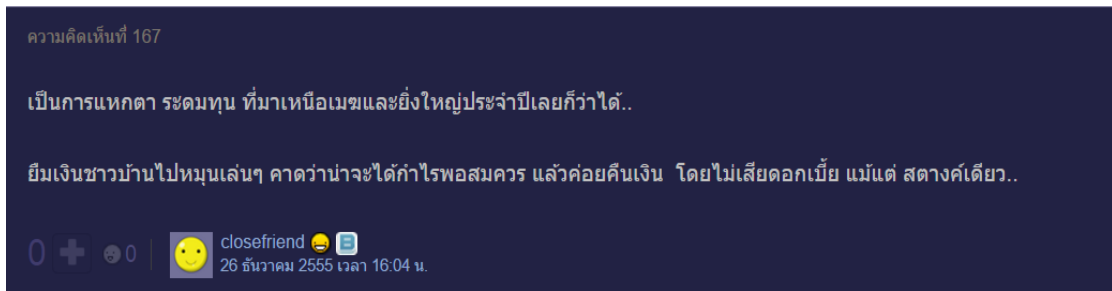 ความคิดเห็นที่ 167
เป็นการแหกตา ระดมทุน ที่มาเหนือเมฆและยิ่งใหญ่ประจำปีเลยก็ว่าได้..
ยืมเงินชาวบ้านไปหมุนเล่นๆ คาดว่าน่าจะได้กำไรพอสมควร แล้วค่อยคืนเงิน โดยไม่เสียดอกเบี้ย แม้แต่ สตางค์เดียว..
0 0 closefriend
26 ธันวาคม 2555 เวลา 16:04 น.